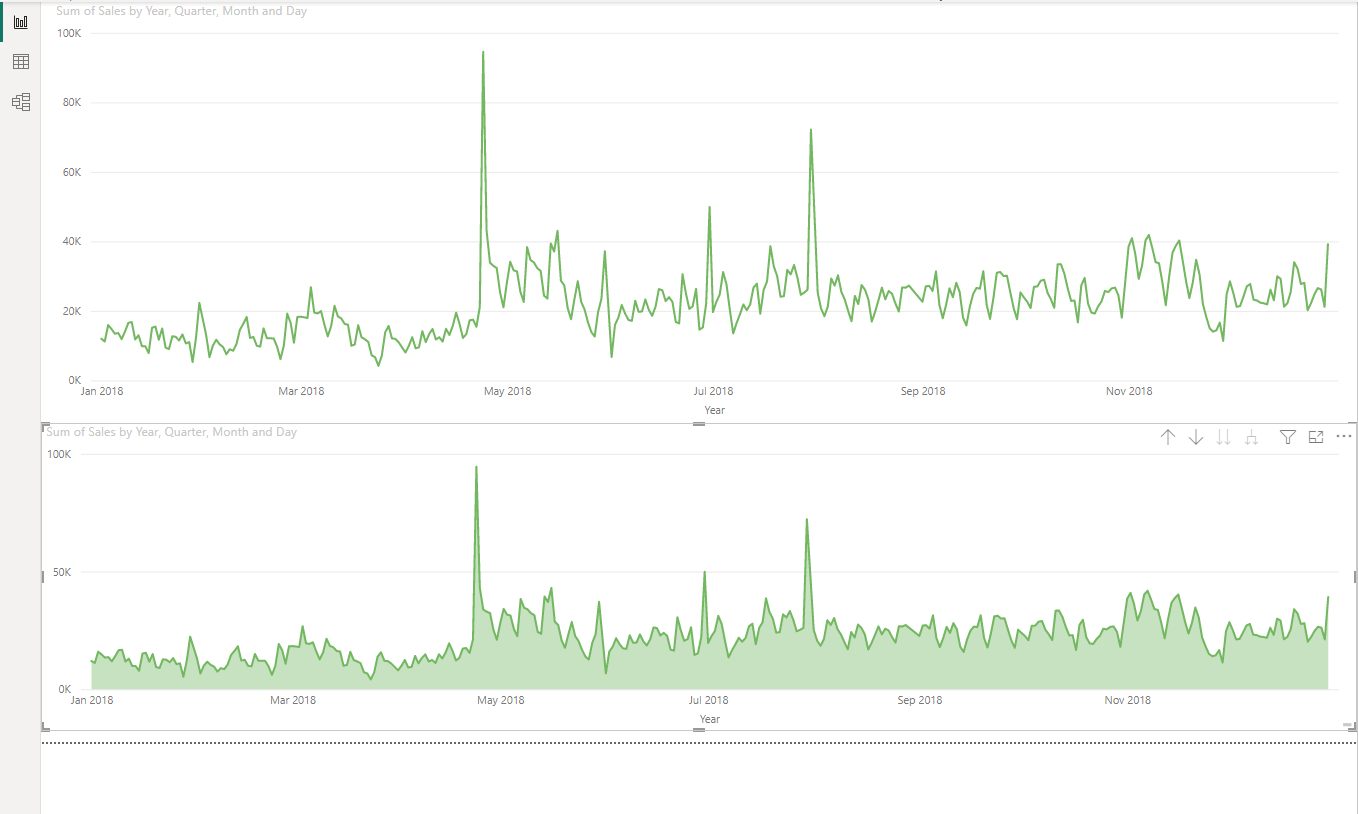 Sum of Sales by Year, Quarter, Month and Day
100K
80K
60K
40K
20K
0K
Jan 2018 Mar 2018 May 2018 Jul 2018 Sep 2018 Nov 2018
Year
Sum of Sales by Year, Quarter, Month and Day
100K
50K
0K
Jan 2018 Mar 2018 May 2018 Jul 2018 Sep 2018 Nov 2018
Year